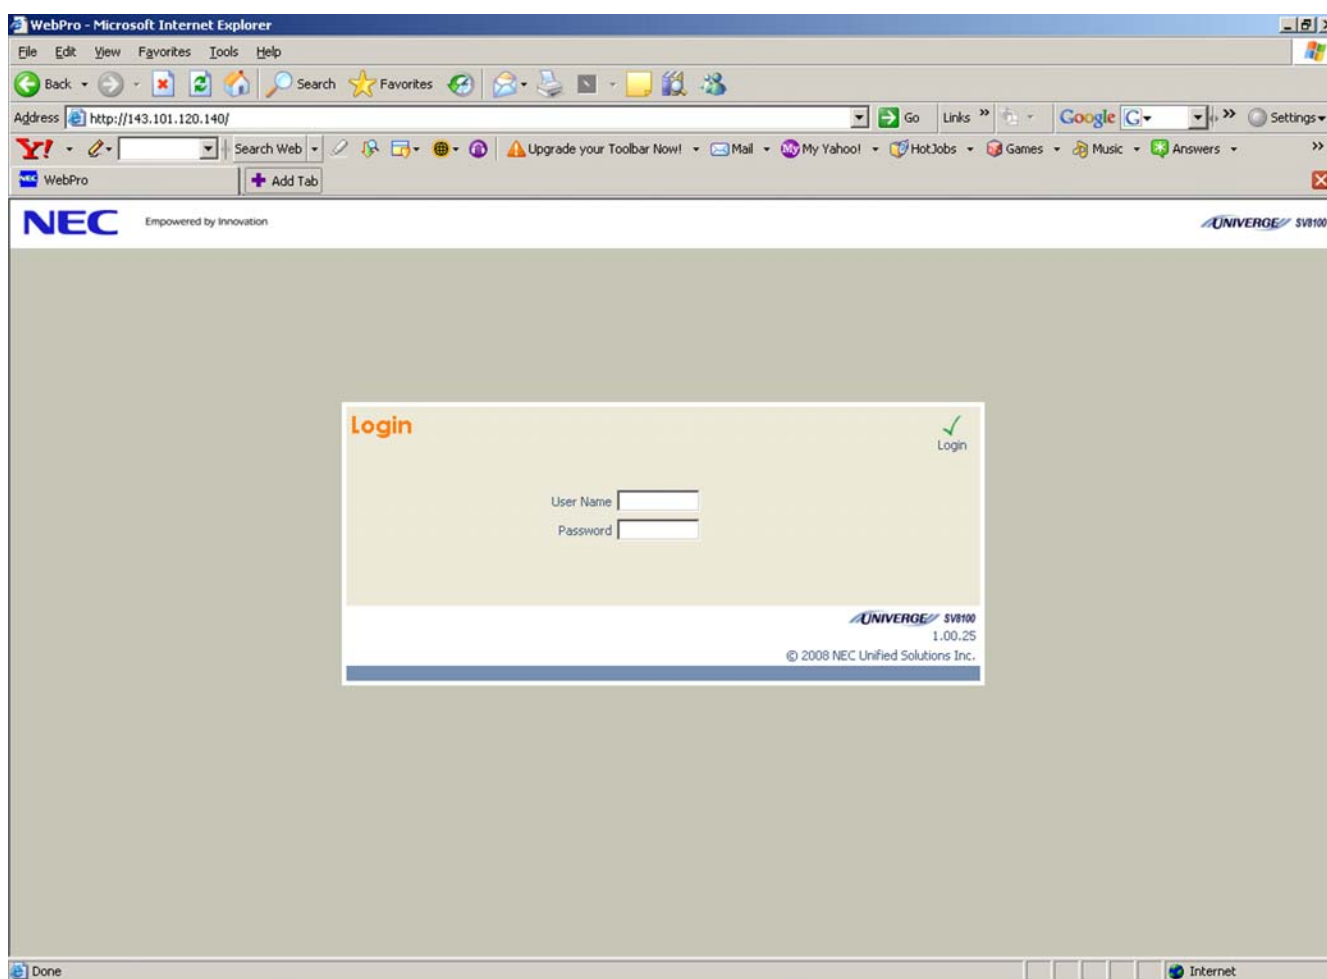 WebPro - Microsoft Internet Explorer
File Edit View Favorites Tools Help
Back Search Favorites
Address http://143.101.120.140/ Go Links » Google G » Settings
Y! Search Web Upgrade your Toolbar Now! Mail My My Yahoo! HotJobs Games Music Answers »
NEC WebPro Add Tab
NEC Empowered by Innovation UNIVERGE SV8100
Login
Login
User Name
Password
UNIVERGE SV8100
1.00.25
© 2008 NEC Unified Solutions Inc.
Done Internet